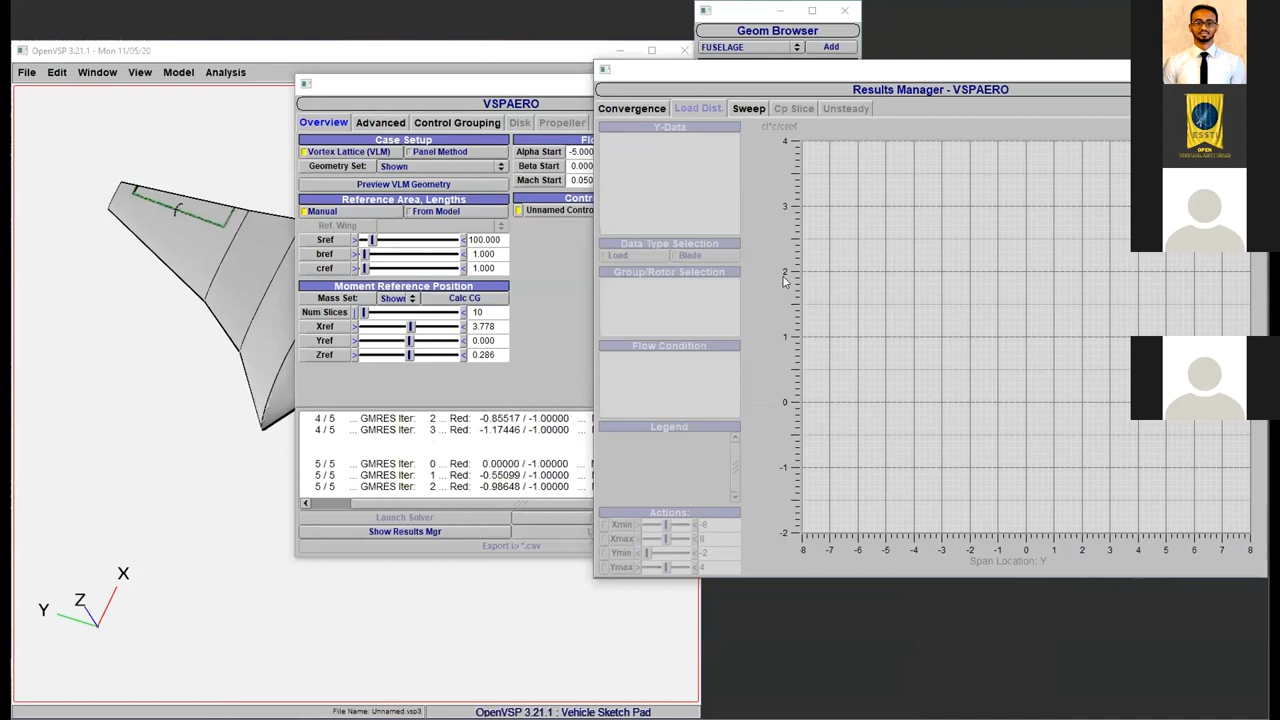 OpenVSP 3.21.1 - Mon 11/05/20
File Edit Window View Model Analysis
Geom Browser
FUSELAGE Add
VSPAERO
Overview Advanced Control Grouping Disk Propeller
Case Setup
Vortex Lattice (VLM) Panel Method
Geometry Set: Shown
Preview VLM Geometry
Reference Area, Lengths
Manual From Model
Ref. Wing
Sref 100.000
bref 1.000
cref 1.000
Moment Reference Position
Mass Set: Calc CG
Num Slices 10
Xref 3.778
Yref 0.000
Zref 0.286
Alpha Start -5.000
Beta Start 0.000
Mach Start 0.050
Unnamed Contro
4 / 5 ... GMRES Iter: 2 ... Red: -0.85517 / -1.00000
4 / 5 ... GMRES Iter: 3 ... Red: -1.17446 / -1.00000
5 / 5 ... GMRES Iter: 0 ... Red: 0.00000 / -1.00000
5 / 5 ... GMRES Iter: 1 ... Red: -0.55099 / -1.00000
5 / 5 ... GMRES Iter: 2 ... Red: -0.98648 / -1.00000
Launch Solver
Show Results Mgr
Export to *.csv
Results Manager - VSPAERO
Convergence Load Dist. Sweep Cp Slice Unsteady
Y-Data
Data Type Selection
Load Blade
Group/Rotor Selection
Flow Condition
Legend
Actions:
Xmin -8
Xmax 8
Ymin -2
Ymax 4
cl*c/cref
4
3
2
1
0
-1
-2
8 -7 -6 -5 -4 -3 -2 -1 0 1 2 3 4 5 6 7 8
Span Location: Y
X
Z
Y
File Name: Unnamed.vsp3
OpenVSP 3.21.1 : Vehicle Sketch Pad
ESSTI
OPEN